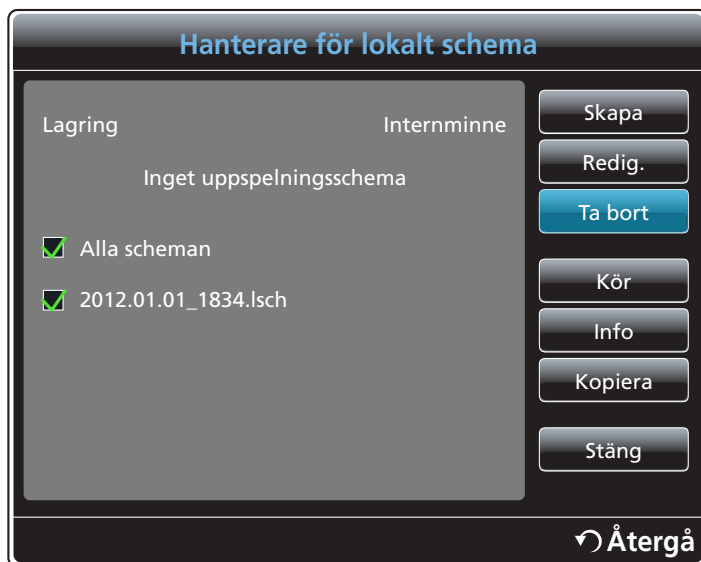 Hanterare för lokalt schema
Lagring Internminne
Inget uppspelningsschema
Alla scheman
2012.01.01_1834.lsch
Skapa
Redig.
Ta bort
Kör
Info
Kopiera
Stäng
Återgå